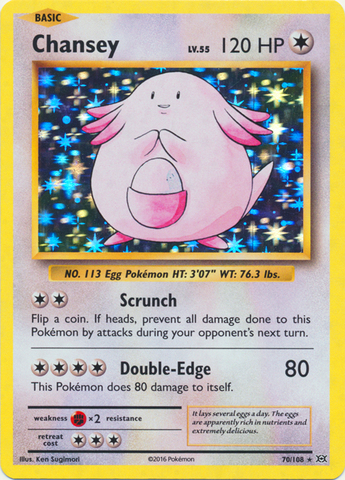 BASIC
Chansey LV.55 120 HP
NO. 113 Egg Pokémon HT: 3'07" WT: 76.3 lbs.
Scrunch
Flip a coin. If heads, prevent all damage done to this
Pokémon by attacks during your opponent's next turn.
Double-Edge 80
This Pokémon does 80 damage to itself.
weakness ×2 resistance
retreat
cost
It lays several eggs a day. The eggs
are apparently rich in nutrients and
extremely delicious.
Illus. Ken Sugimori ©2016 Pokémon 70/108 ★